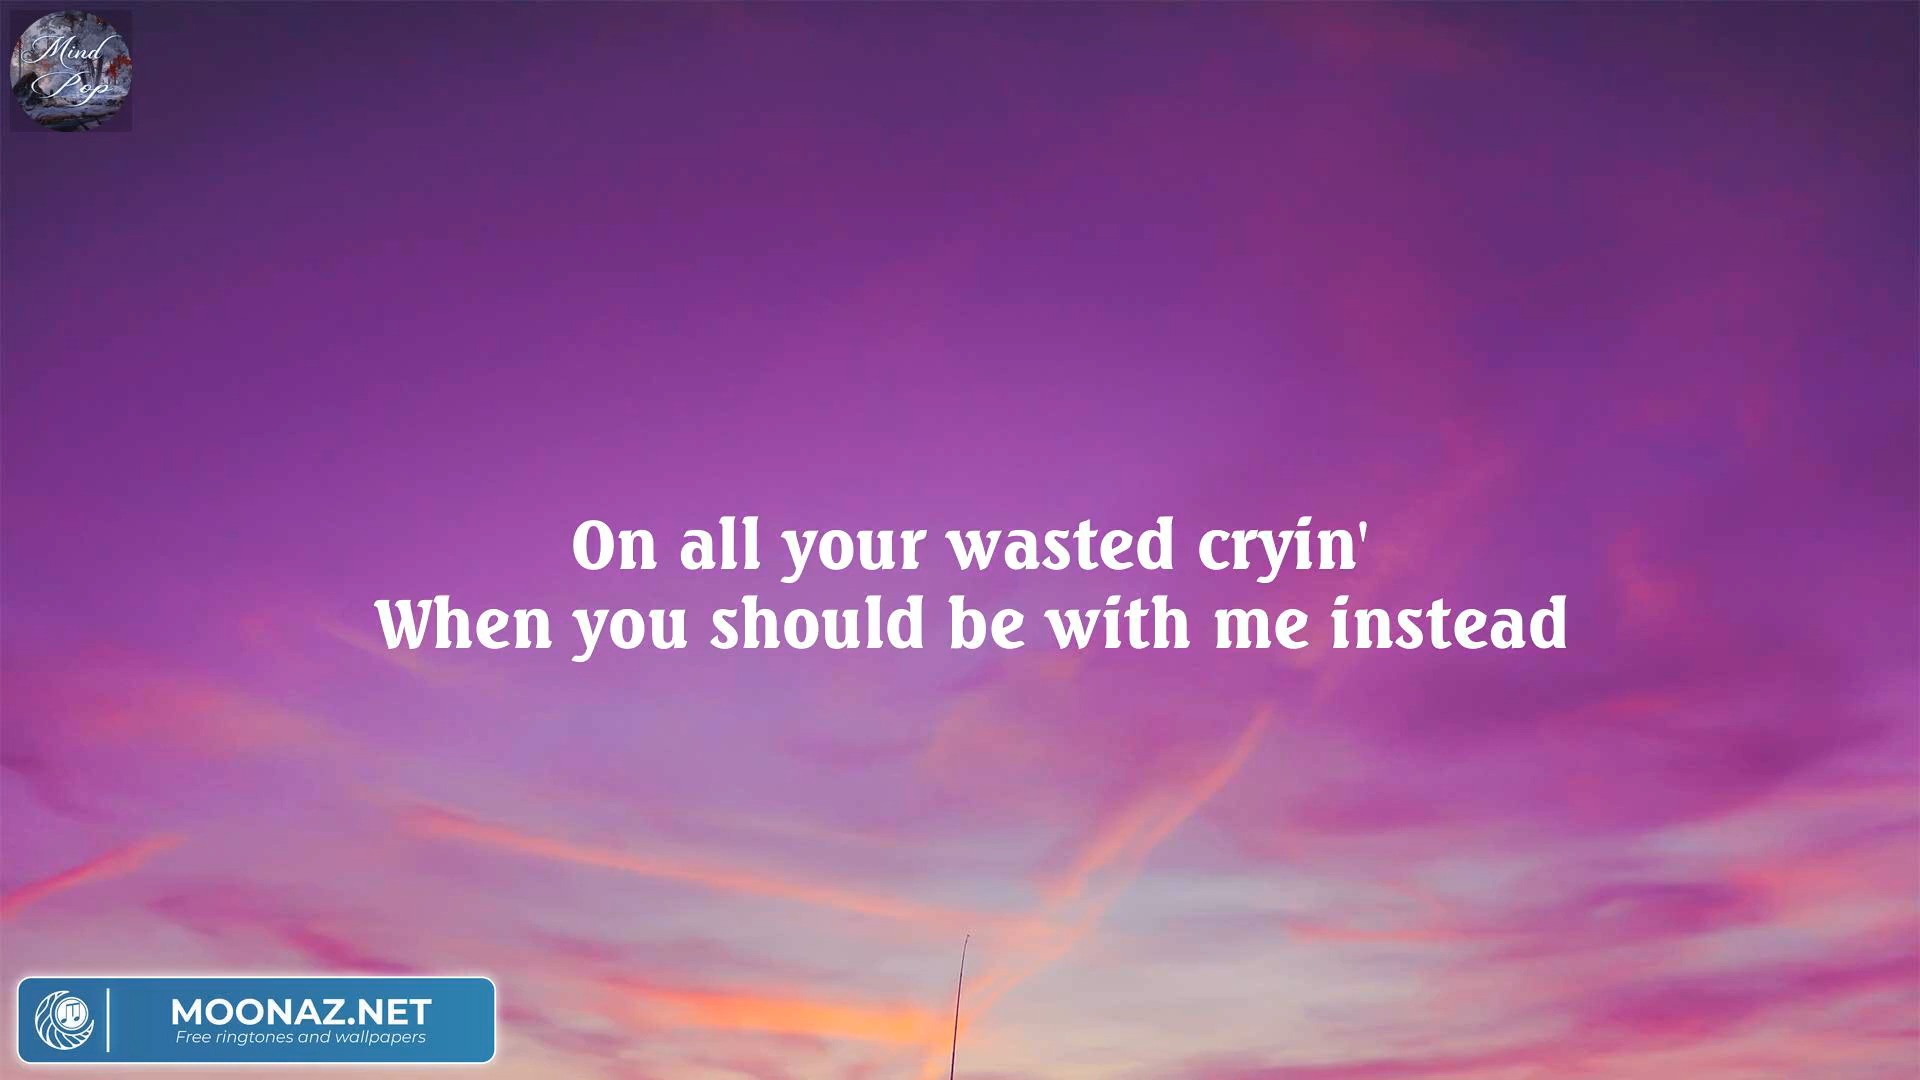 Mind
Pop
On all your wasted cryin'
When you should be with me instead
MOONAZ.NET
Free ringtones and wallpapers